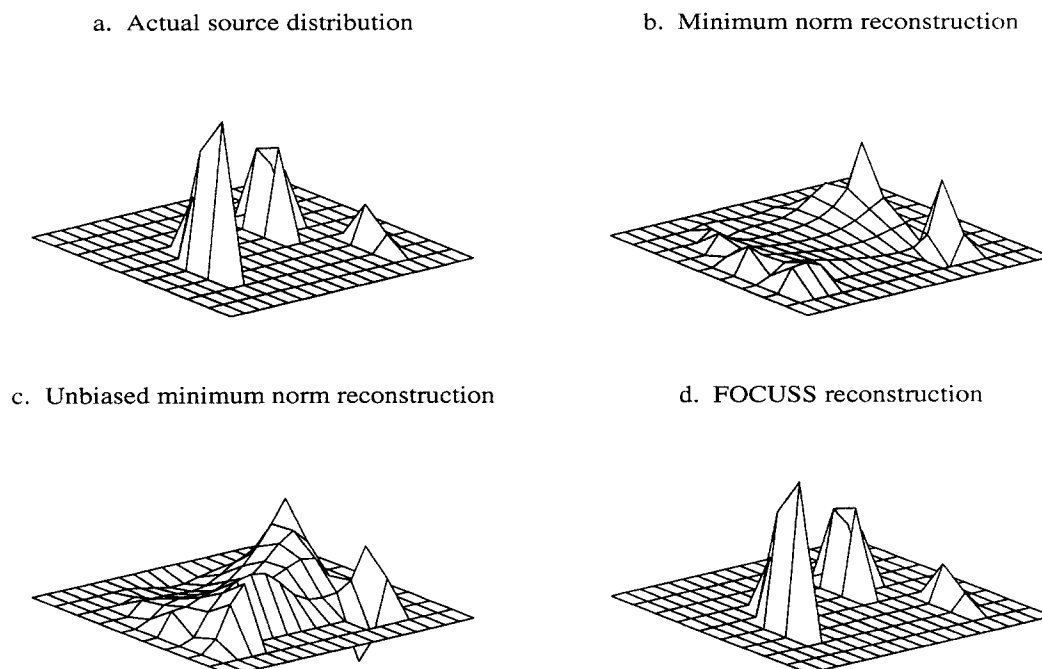 a. Actual source distribution
b. Minimum norm reconstruction
c. Unbiased minimum norm reconstruction
d. FOCUSS reconstruction